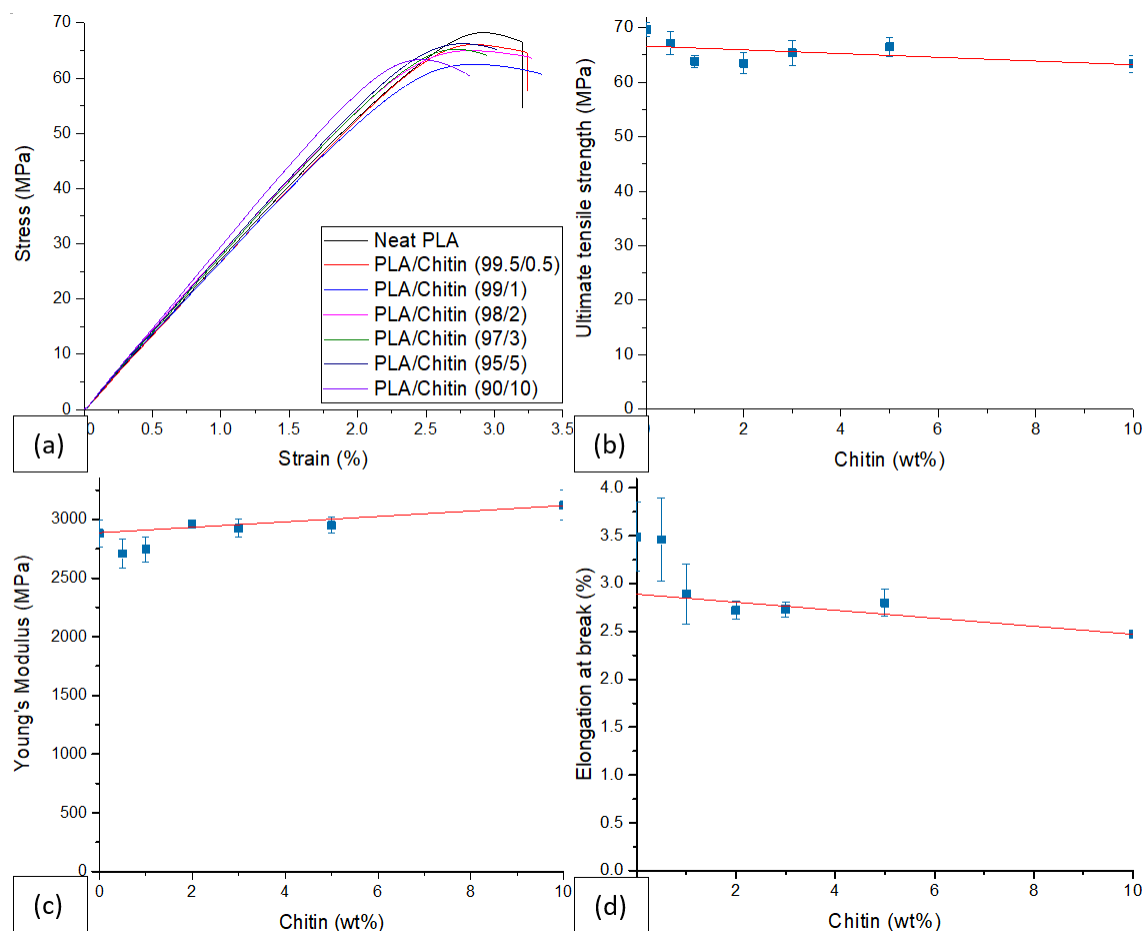 Stress (MPa)
70
60
50
40
30
20
10
0
Neat PLA
PLA/Chitin (99.5/0.5)
PLA/Chitin (99/1)
PLA/Chitin (98/2)
PLA/Chitin (97/3)
PLA/Chitin (95/5)
PLA/Chitin (90/10)
.0 0.5 1.0 1.5 2.0 2.5 3.0 3.5
Strain (%)
(a)
Ultimate tensile strength (MPa)
70
60
50
40
30
20
10
0
2 4 6 8 10
Chitin (wt%)
(b)
Young's Modulus (MPa)
3000
2500
2000
1500
1000
500
0
0 2 4 6 8 10
Chitin (wt%)
(c)
Elongation at break (%)
4.0
3.5
3.0
2.5
2.0
1.5
1.0
0.5
0.0
2 4 6 8 10
Chitin (wt%)
(d)